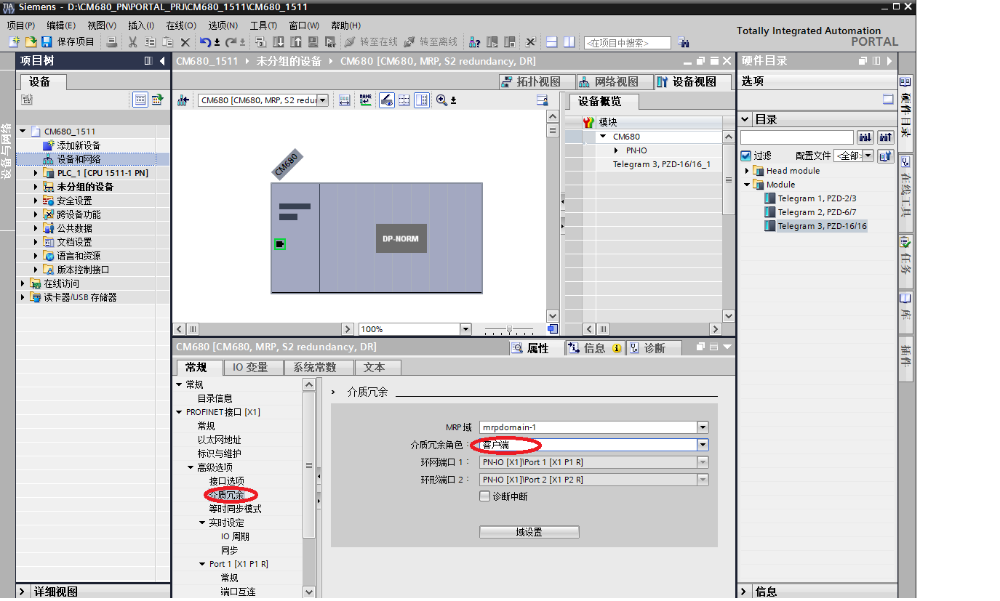 Siemens - D:\CM680_PN\PORTAL_PRJ\CM680_1511\CM680_1511
项目(P) 编辑(E) 视图(V) 插入(I) 在线(O) 选项(N) 工具(T) 窗口(W) 帮助(H)
Totally Integrated Automation
PORTAL
保存项目 转至在线 转至离线 <在项目中搜索>
项目树
CM680_1511 未分组的设备 CM680 [CM680, MRP, S2 redundancy, DR]
硬件目录
设备
拓扑视图 网络视图 设备视图
选项
CM680 [CM680, MRP, S2 redur
设备概览
模块
CM680
PN-IO
Telegram 3, PZD-16/16_1
目录
过滤 配置文件 <全部>
Head module
Module
Telegram 1, PZD-2/3
Telegram 2, PZD-6/7
Telegram 3, PZD-16/16
设备与网络
CM680_1511
添加新设备
设备和网络
PLC_1 [CPU 1511-1 PN]
未分组的设备
安全设置
跨设备功能
公共数据
文档设置
语言和资源
版本控制接口
在线访问
读卡器/USB 存储器
CM680
DP-NORM
100%
硬件目录
在线工具
任务
库
插件
CM680 [CM680, MRP, S2 redundancy, DR]
属性 信息 诊断
常规 IO 变量 系统常数 文本
常规
目录信息
PROFINET接口 [X1]
常规
以太网地址
标识与维护
高级选项
接口选项
介质冗余
等时同步模式
实时设定
IO 周期
同步
Port 1 [X1 P1 R]
常规
端口互连
介质冗余
MRP 域 mrpdomain-1
介质冗余角色： 客户端
环网端口 1： PN-IO [X1]\Port 1 [X1 P1 R]
环形端口 2： PN-IO [X1]\Port 2 [X1 P2 R]
诊断中断
域设置
详细视图
信息